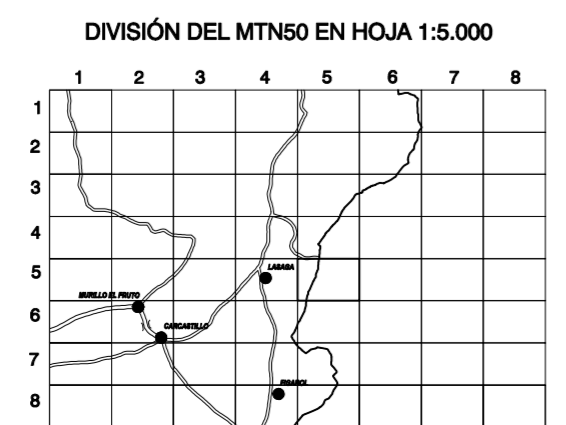 DIVISIÓN DEL MTN50 EN HOJA 1:5.000
1 2 3 4 5 6 7 8
1
2
3
4
5
LASAGA
MURILLO EL FRUTO
6
CARCASTILLO
7
FIGAROL
8